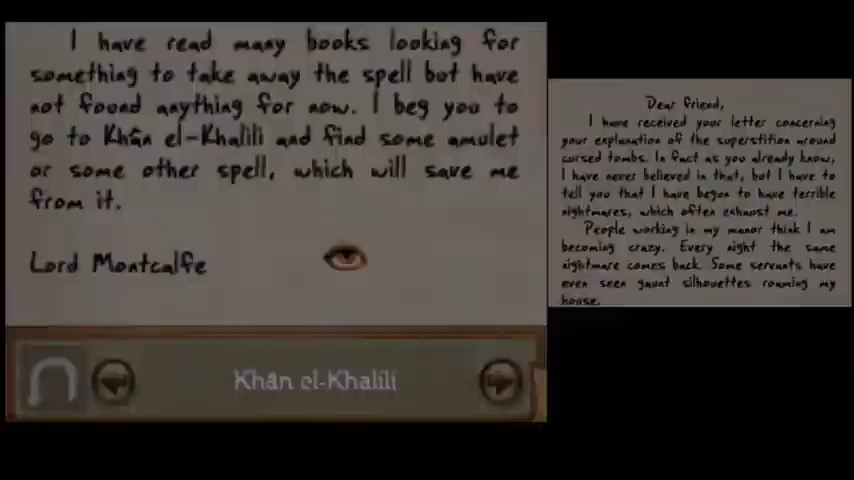 I have read many books looking for
something to take away the spell but have
not found anything for now. I beg you to
go to Khân el-Khalili and find some amulet
or some other spell, which will save me
from it.
Lord Montcalfe
Khân el-Khalili
Dear friend,
I have received your letter concerning
your explanation of the superstition around
cursed tombs. In fact as you already know,
I have never believed in that, but I have to
tell you that I have begun to have terrible
nightmares, which often exhaust me.
People working in my manor think I am
becoming crazy. Every night the same
nightmare comes back. Some servants have
even seen gaunt silhouettes roaming my
house.